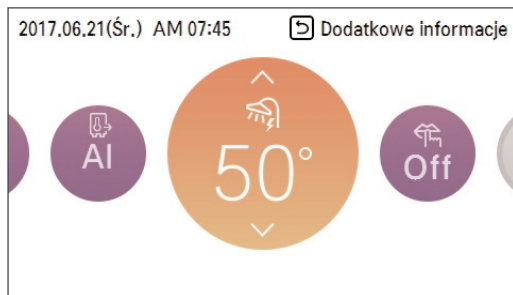 2017.06.21(Śr.) AM 07:45
Dodatkowe informacje
AI
50°
Off